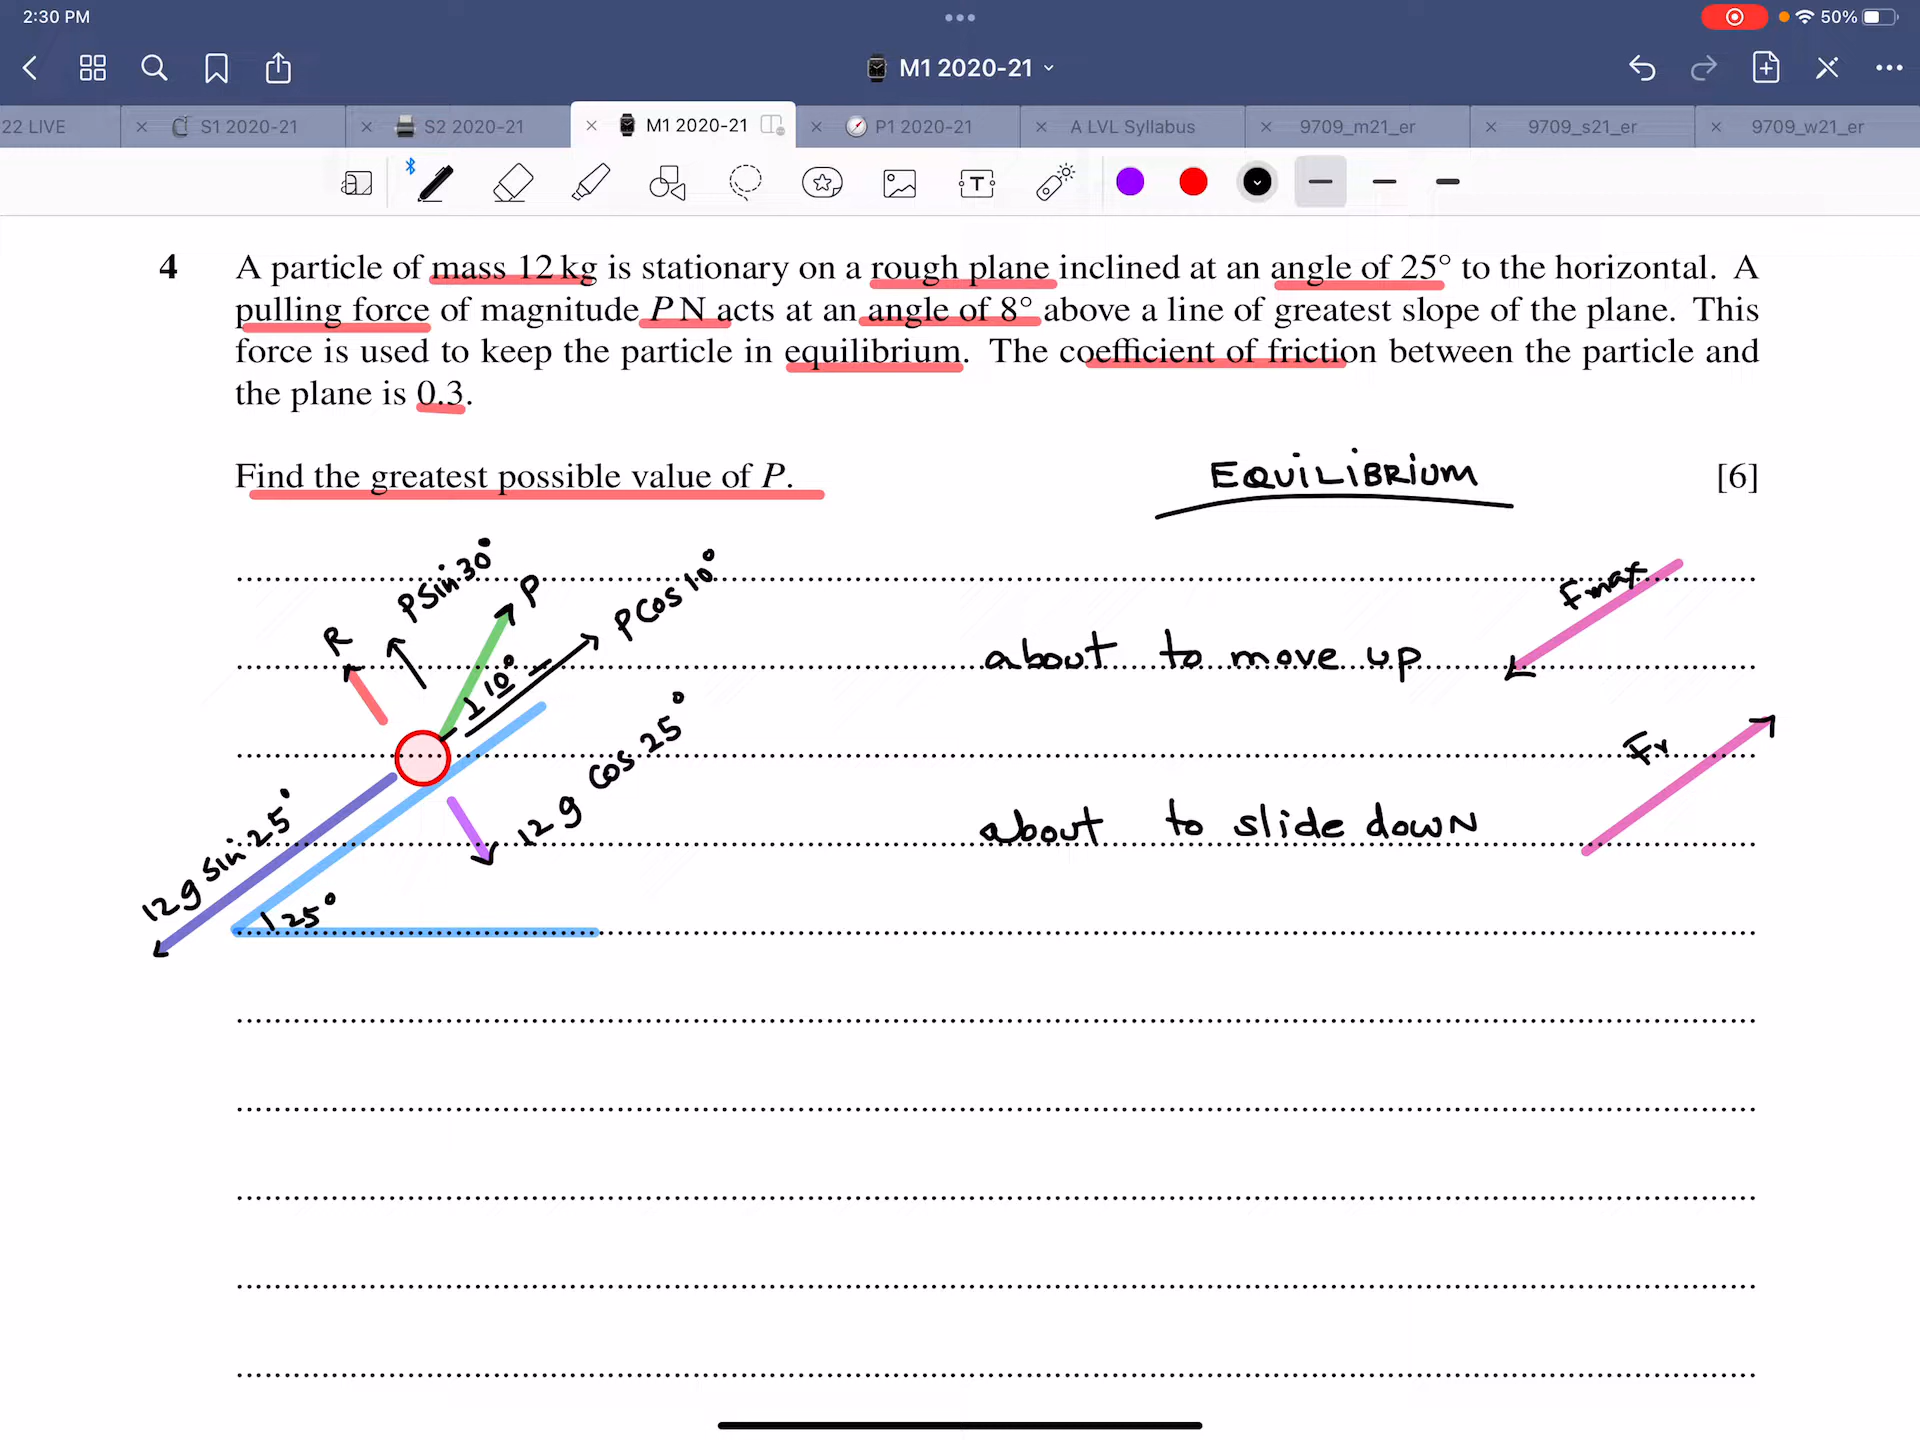 2:30 PM
50%
M1 2020-21
22 LIVE
S1 2020-21
S2 2020-21
M1 2020-21
P1 2020-21
A LVL Syllabus
9709_m21_er
9709_s21_er
9709_w21_er
4 A particle of mass 12 kg is stationary on a rough plane inclined at an angle of 25° to the horizontal. A
pulling force of magnitude P N acts at an angle of 8° above a line of greatest slope of the plane. This
force is used to keep the particle in equilibrium. The coefficient of friction between the particle and
the plane is 0.3.
Find the greatest possible value of P. [6]
EQUILIBRIUM
PSin30°
P
PCos10°
R
10°
12g cos25°
12g sin25°
25°
Fmax
about to move up
Fr
about to slide down